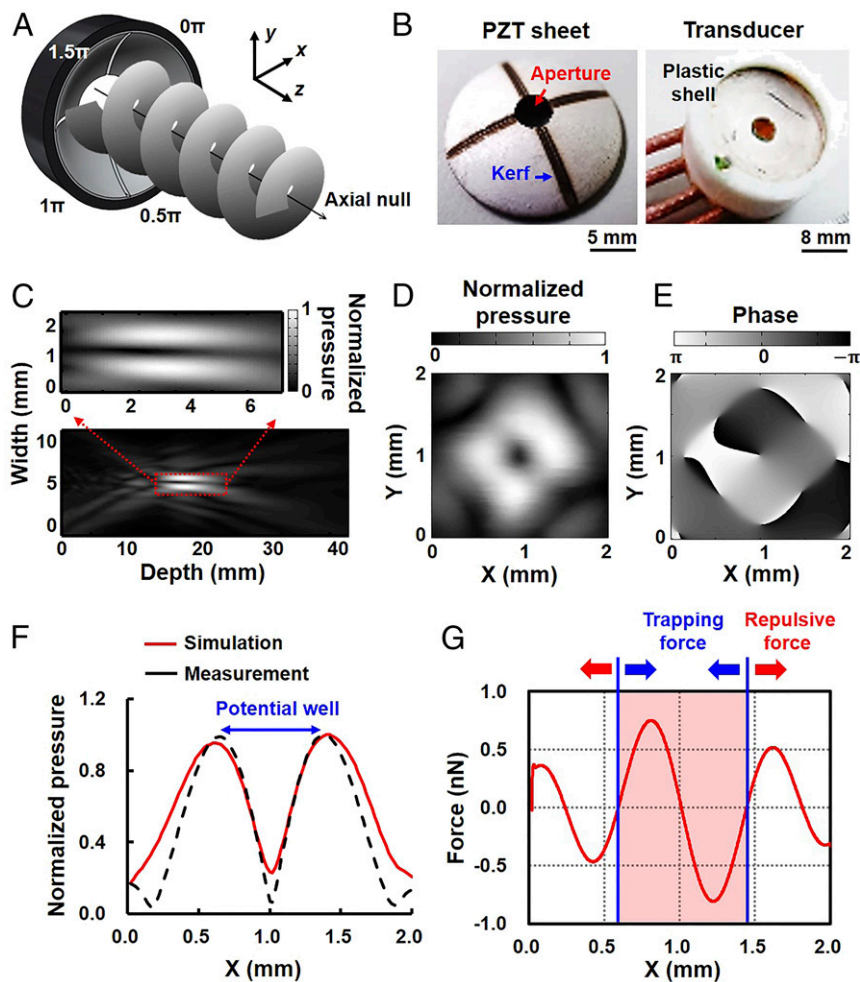 A
0π
1.5π
1π
0.5π
y
x
z
Axial null
B
PZT sheet
Transducer
Aperture
Kerf
Plastic
shell
5 mm
8 mm
C
2
1
0
0 2 4 6
1
0
Normalized
pressure
Width (mm)
10
5
0
0 10 20 30 40
Depth (mm)
D
Normalized
pressure
0 1
2
1
0
Y (mm)
0 1 2
X (mm)
E
Phase
π 0 −π
2
1
0
Y (mm)
0 1 2
X (mm)
F
Simulation
Measurement
Potential well
Normalized pressure
1.2
0.8
0.4
0.0
0.0 0.5 1.0 1.5 2.0
X (mm)
G
Trapping
force
Repulsive
force
Force (nN)
1.0
0.5
0.0
-0.5
-1.0
0.0 0.5 1.0 1.5 2.0
X (mm)